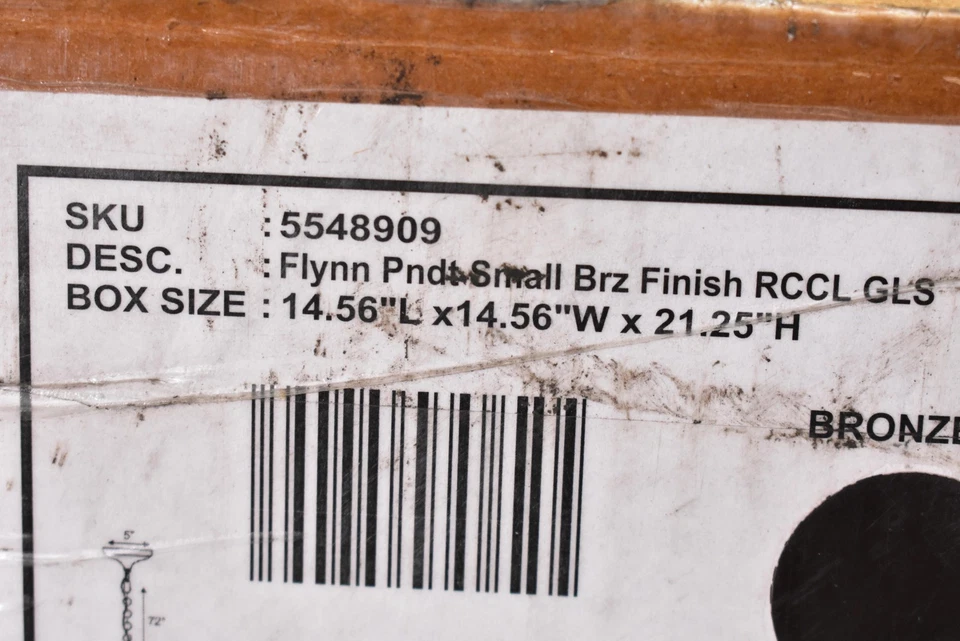 SKU : 5548909
DESC. : Flynn Pndt Small Brz Finish RCCL GLS
BOX SIZE : 14.56"L x14.56"W x 21.25"H
BRONZE
5"
72"